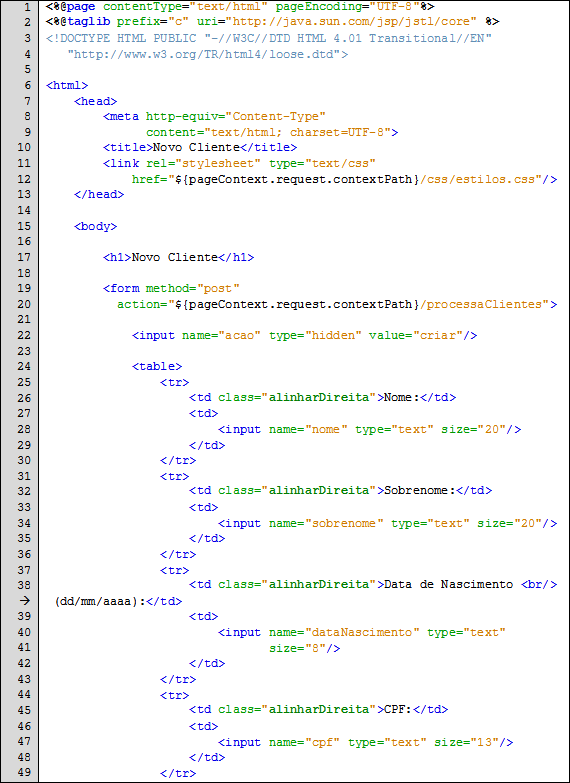 1 <%@page contentType="text/html" pageEncoding="UTF-8"%>
2 <%@taglib prefix="c" uri="http://java.sun.com/jsp/jstl/core" %>
3 <!DOCTYPE HTML PUBLIC "-//W3C//DTD HTML 4.01 Transitional//EN"
4    "http://www.w3.org/TR/html4/loose.dtd">
5
6 <html>
7     <head>
8         <meta http-equiv="Content-Type"
9               content="text/html; charset=UTF-8">
10         <title>Novo Cliente</title>
11         <link rel="stylesheet" type="text/css"
12             href="${pageContext.request.contextPath}/css/estilos.css"/>
13     </head>
14
15     <body>
16
17         <h1>Novo Cliente</h1>
18
19         <form method="post"
20           action="${pageContext.request.contextPath}/processaClientes">
21
22             <input name="acao" type="hidden" value="criar"/>
23
24             <table>
25                 <tr>
26                     <td class="alinharDireita">Nome:</td>
27                     <td>
28                         <input name="nome" type="text" size="20"/>
29                     </td>
30                 </tr>
31                 <tr>
32                     <td class="alinharDireita">Sobrenome:</td>
33                     <td>
34                         <input name="sobrenome" type="text" size="20"/>
35                     </td>
36                 </tr>
37                 <tr>
38                     <td class="alinharDireita">Data de Nascimento <br/>
→ (dd/mm/aaaa):</td>
39                     <td>
40                         <input name="dataNascimento" type="text"
41                                size="8"/>
42                     </td>
43                 </tr>
44                 <tr>
45                     <td class="alinharDireita">CPF:</td>
46                     <td>
47                         <input name="cpf" type="text" size="13"/>
48                     </td>
49                 </tr>